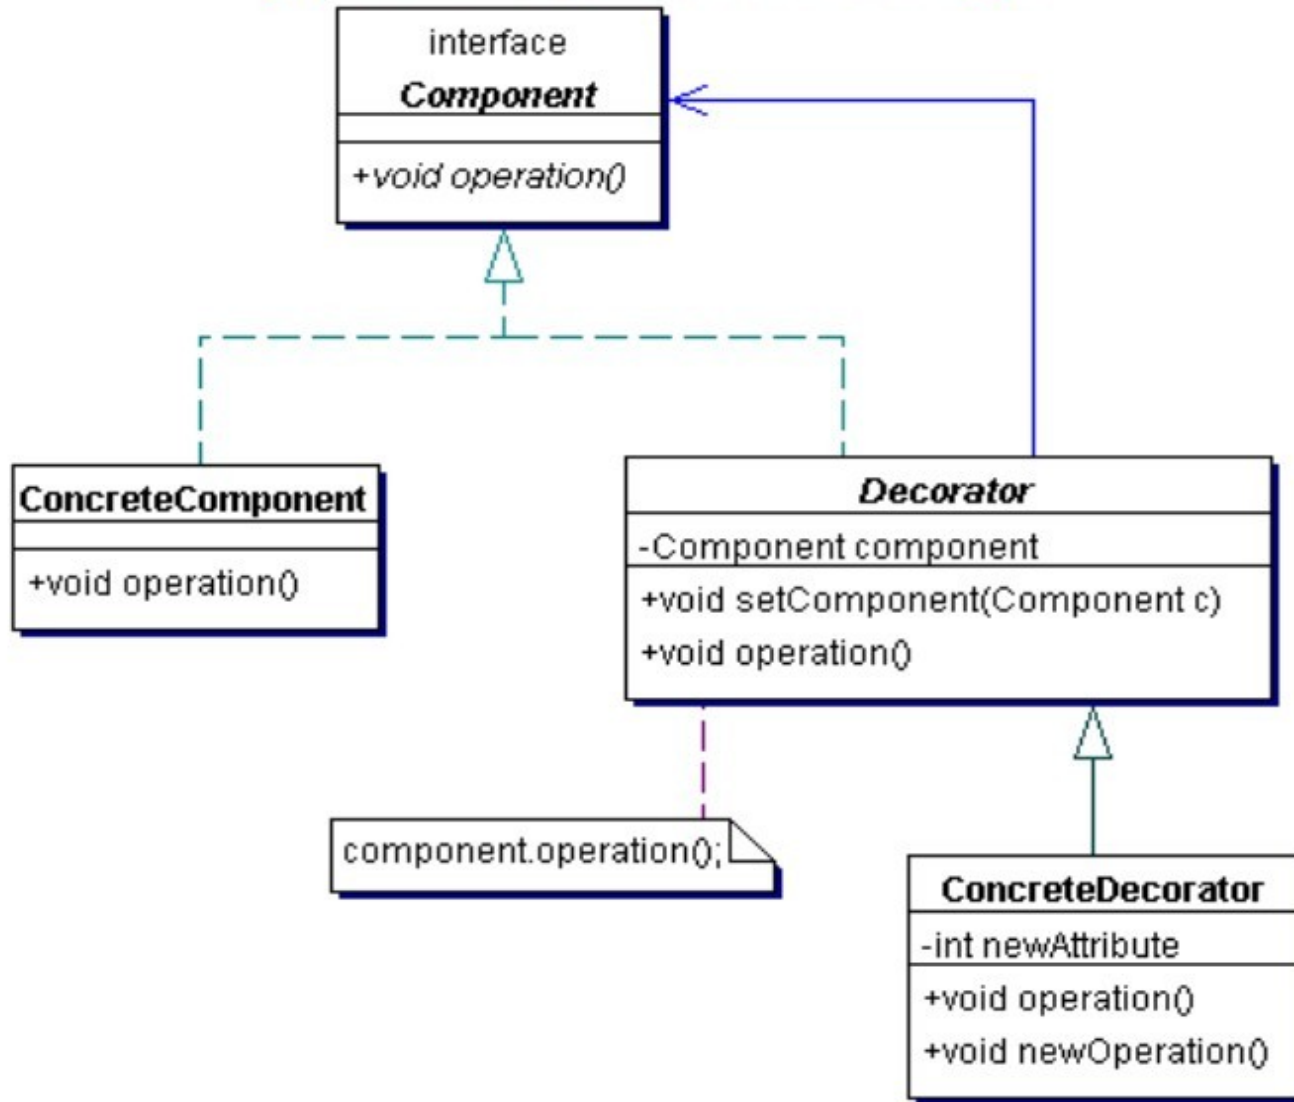 interface
Component
+void operation()
ConcreteComponent
+void operation()
Decorator
-Component component
+void setComponent(Component c)
+void operation()
component.operation();
ConcreteDecorator
-int newAttribute
+void operation()
+void newOperation()